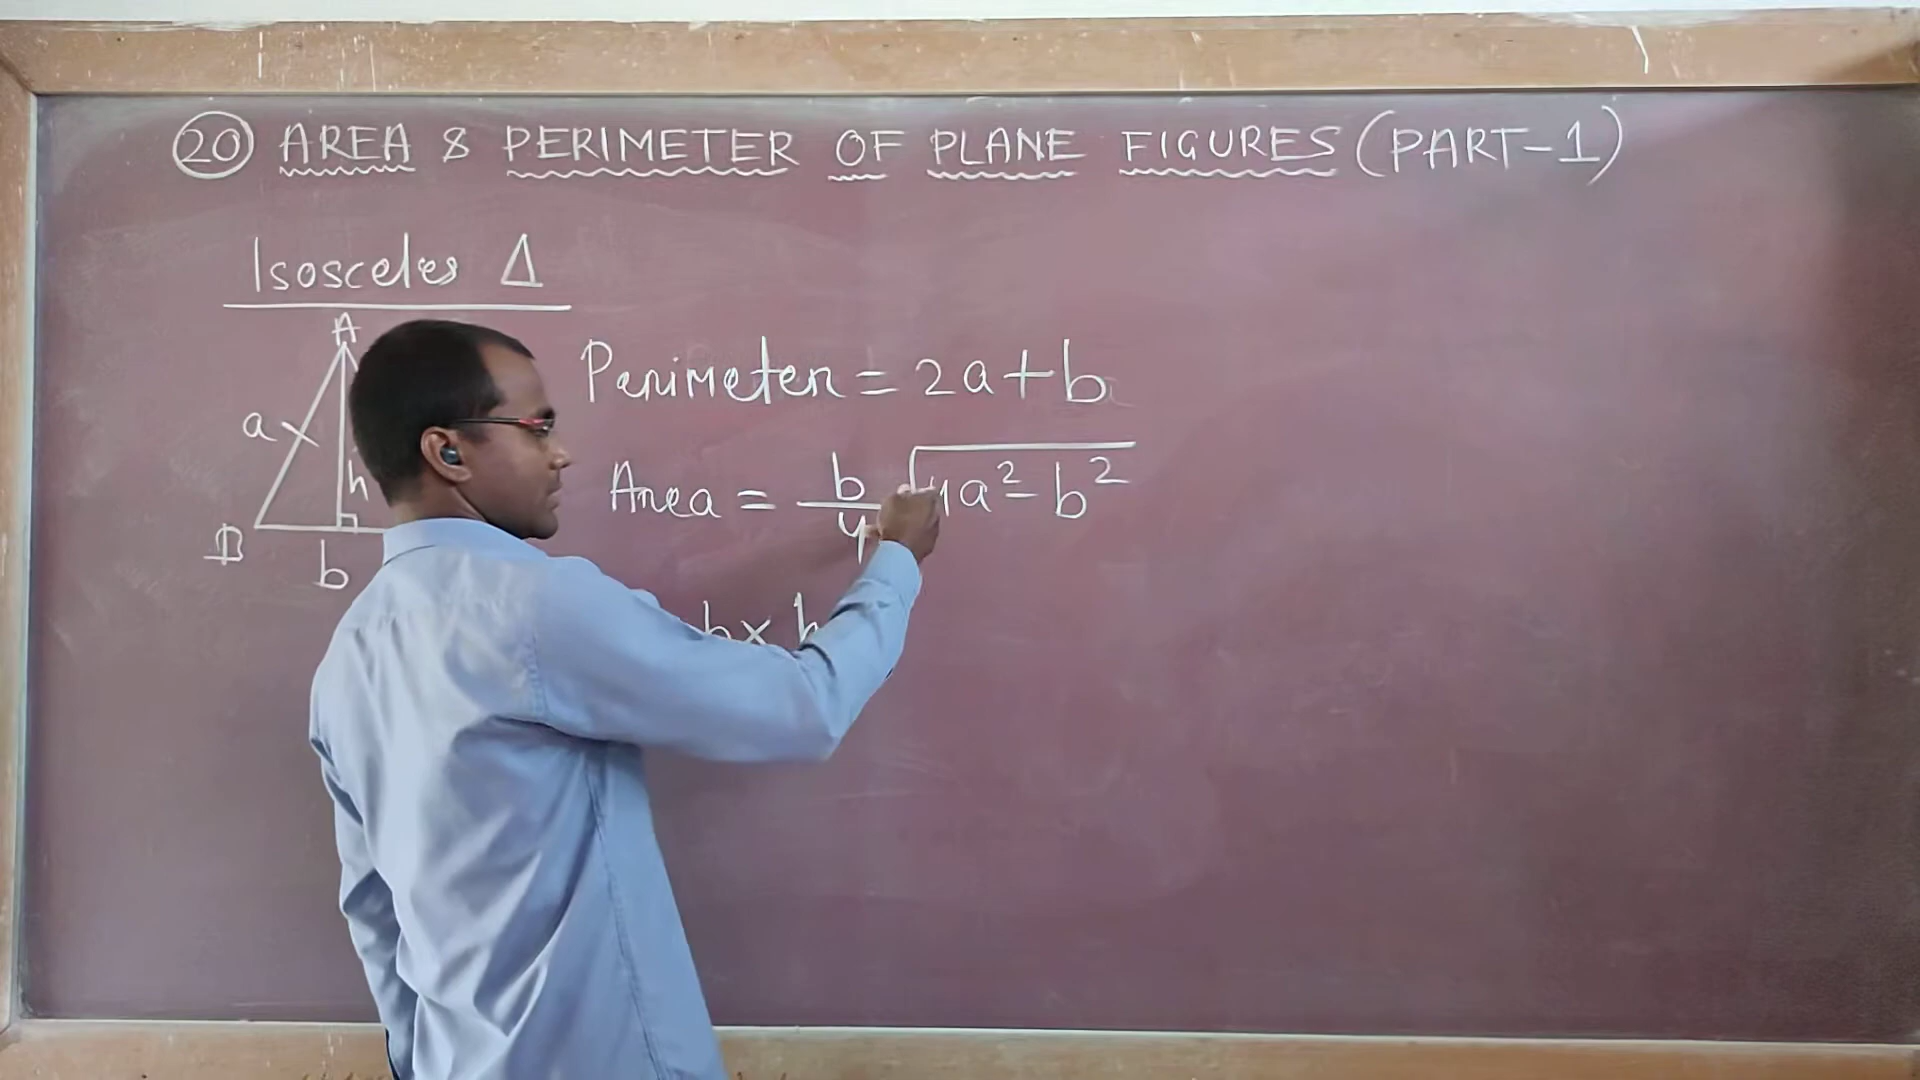 20 AREA & PERIMETER OF PLANE FIGURES (PART-1)
Isosceles Δ
A
a
h
B
b
Perimeter = 2a+b
Area = b/4 √4a²-b²
b × h